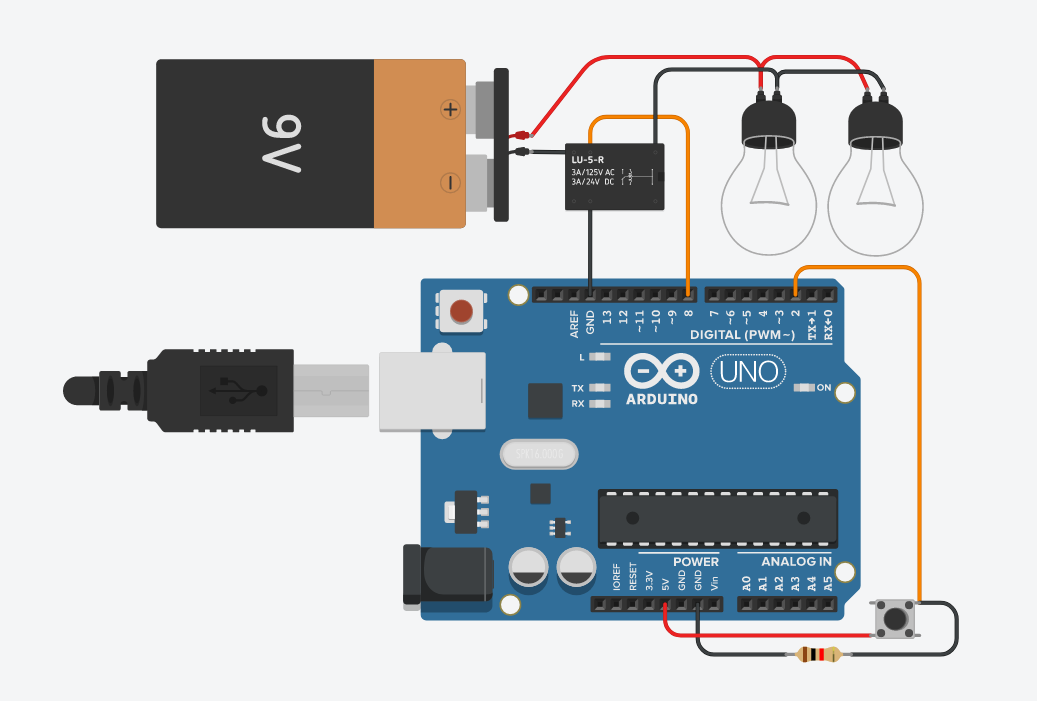 9V
+
−
LU-5-R
3A/125V AC
3A/24V DC
AREF
GND
13
12
~11
~10
~9
8
7
~6
~5
4
~3
2
TX→1
RX←0
DIGITAL (PWM~)
L
TX
RX
ARDUINO
UNO
ON
POWER
ANALOG IN
IOREF
RESET
3.3V
5V
GND
GND
Vin
A0
A1
A2
A3
A4
A5